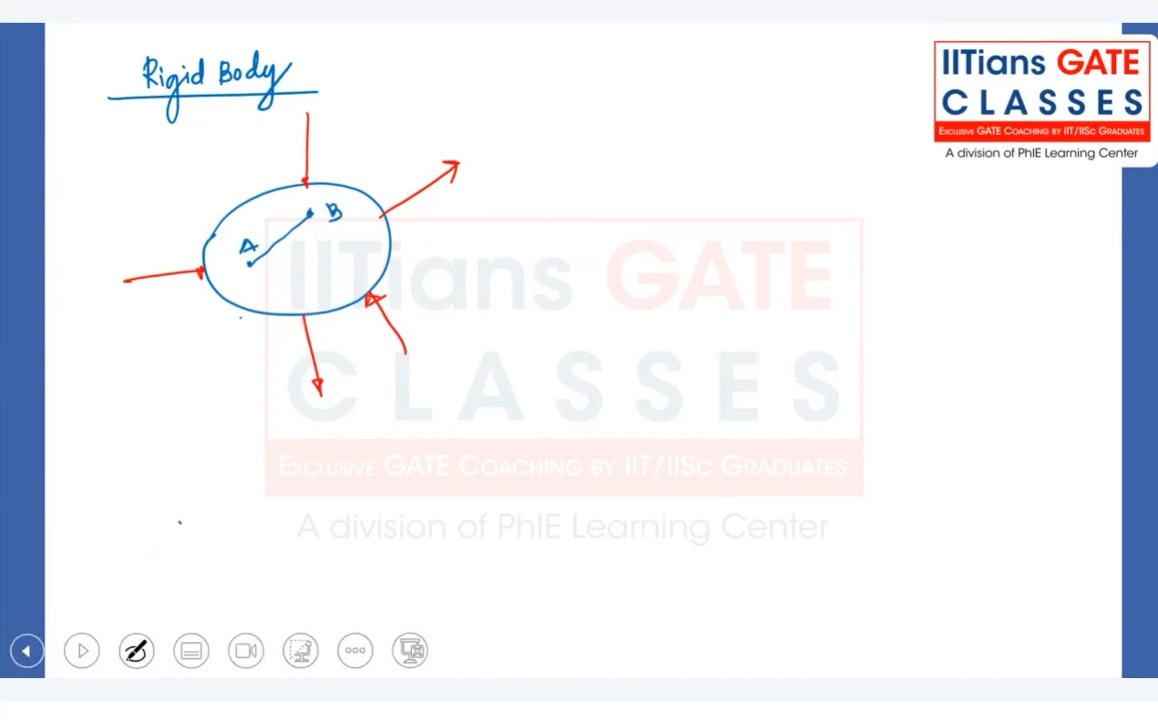 Rigid Body
IITians GATE
CLASSES
EXCLUSIVE GATE COACHING BY IIT/IISc GRADUATES
A division of PhIE Learning Center
B
A
IITians GATE
CLASSES
EXCLUSIVE GATE COACHING BY IIT/IISc GRADUATES
A division of PhIE Learning Center